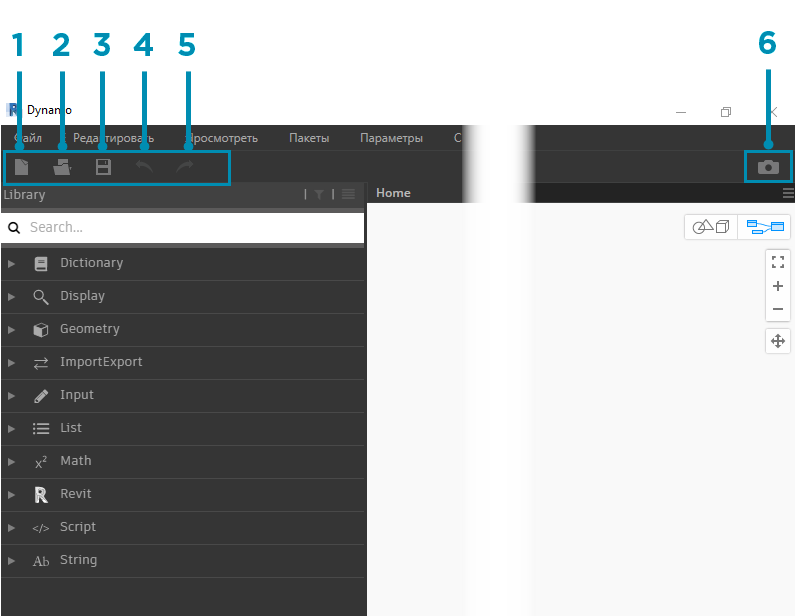 1 2 3 4 5 6
Dynamo
Файл Редактировать Просмотреть Пакеты Параметры С
Library
Home
Search...
Dictionary
Display
Geometry
ImportExport
Input
List
x² Math
R Revit
</> Script
Ab String